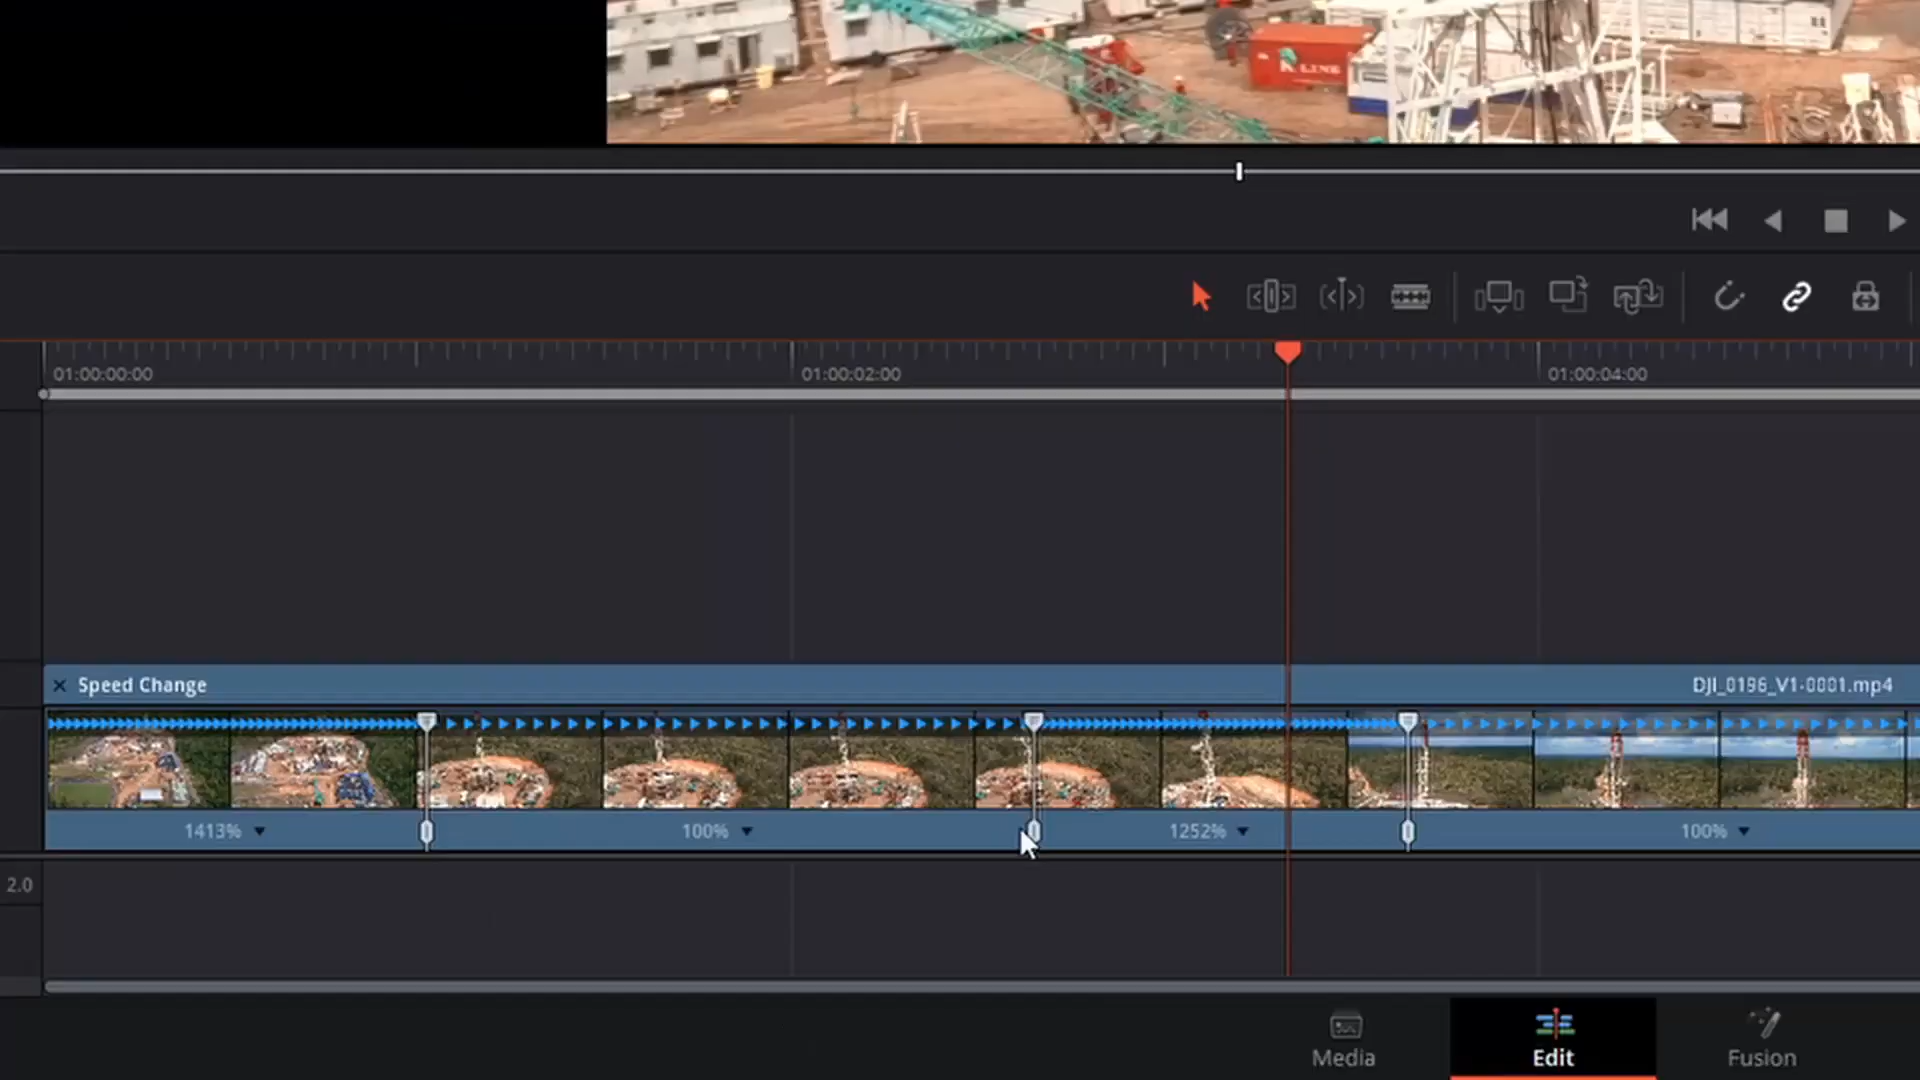 K LINE
01:00:00:00
01:00:02:00
01:00:04:00
Speed Change
DJI_0196_V1-0001.mp4
1413%
100%
1252%
100%
2.0
Media
Edit
Fusion